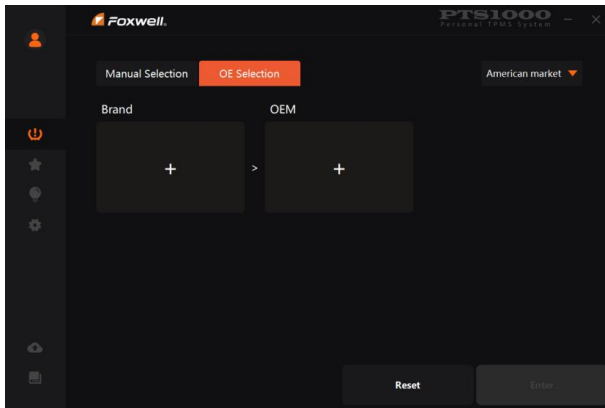 Foxwell.
PTS1000
Personal TPMS System
Manual Selection
OE Selection
American market
Brand
OEM
+
>
+
Reset
Enter